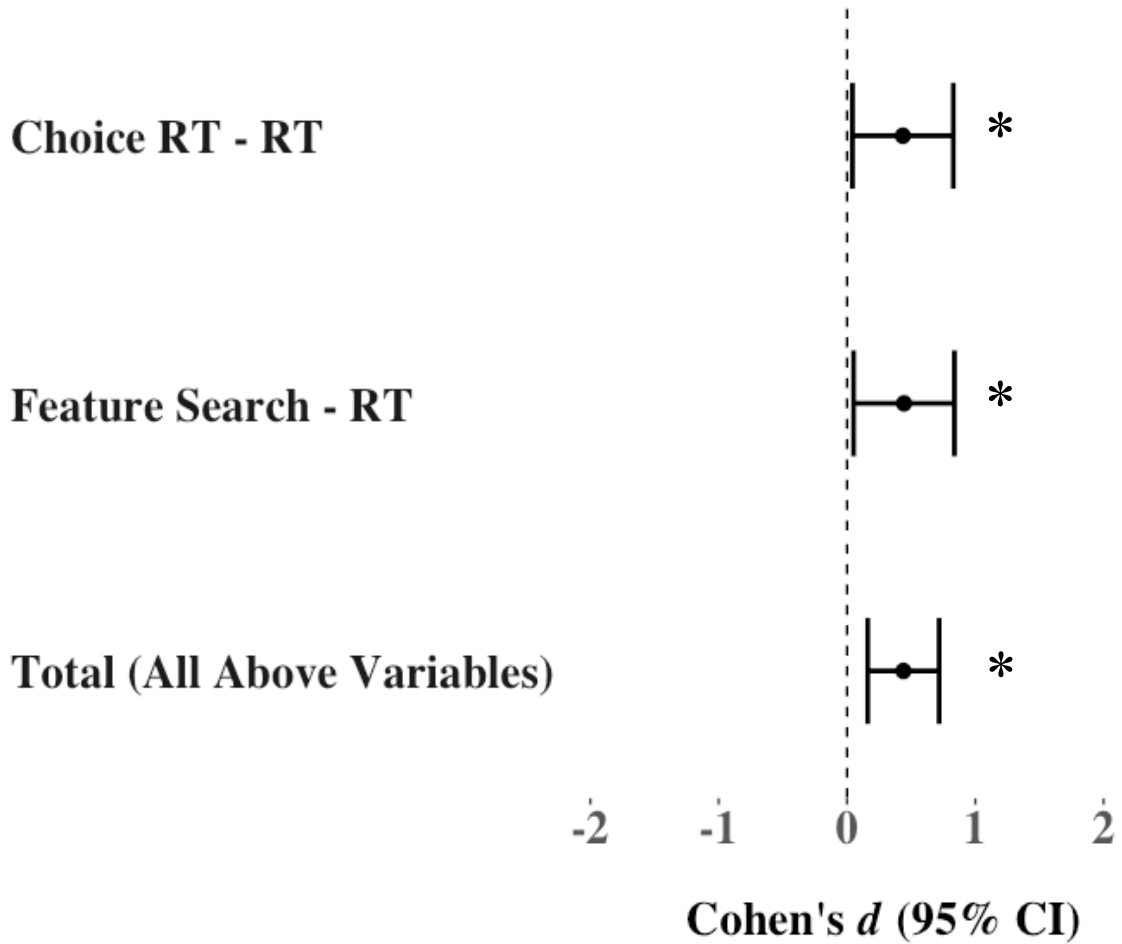 Choice RT - RT *
Feature Search - RT *
Total (All Above Variables) *
-2 -1 0 1 2
Cohen's d (95% CI)